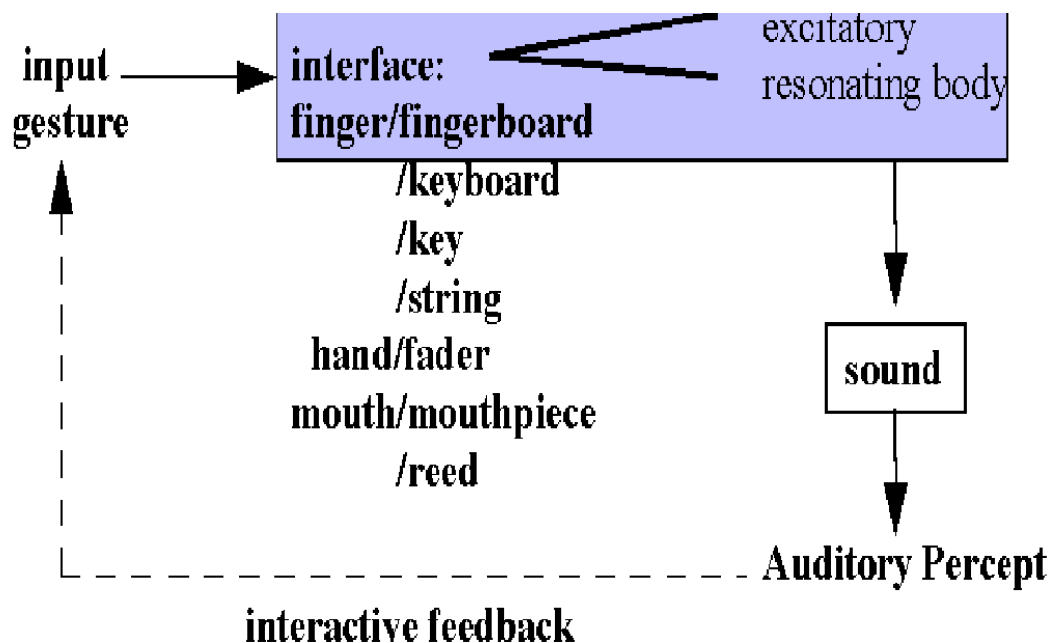 input
gesture
interface:
finger/fingerboard
/keyboard
/key
/string
hand/fader
mouth/mouthpiece
/reed
excitatory
resonating body
sound
Auditory Percept
interactive feedback